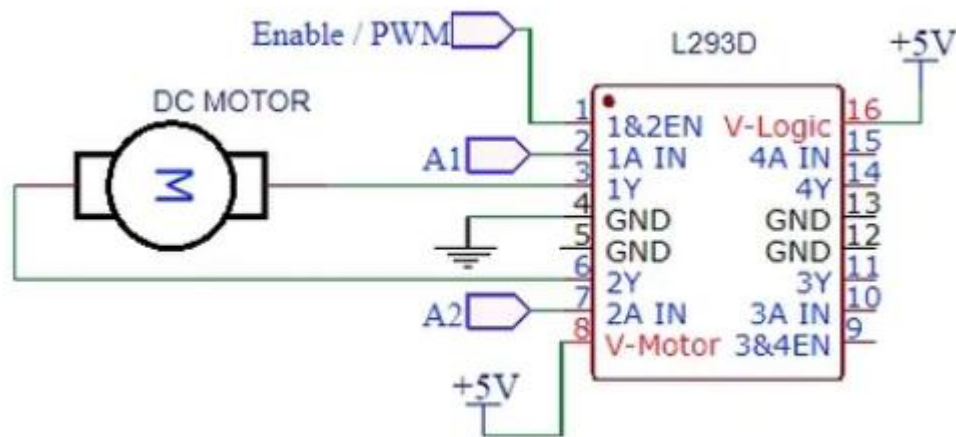 Enable / PWM
L293D
+5V
DC MOTOR
M
A1
A2
+5V
1 1&2EN V-Logic 16
2 1A IN 4A IN 15
3 1Y 4Y 14
4 GND GND 13
5 GND GND 12
6 2Y 3Y 11
7 2A IN 3A IN 10
8 V-Motor 3&4EN 9